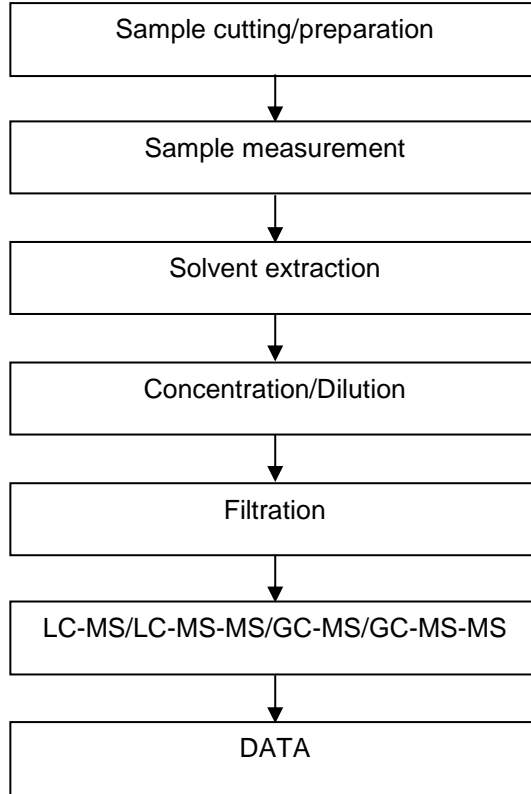 Sample cutting/preparation
Sample measurement
Solvent extraction
Concentration/Dilution
Filtration
LC-MS/LC-MS-MS/GC-MS/GC-MS-MS
DATA